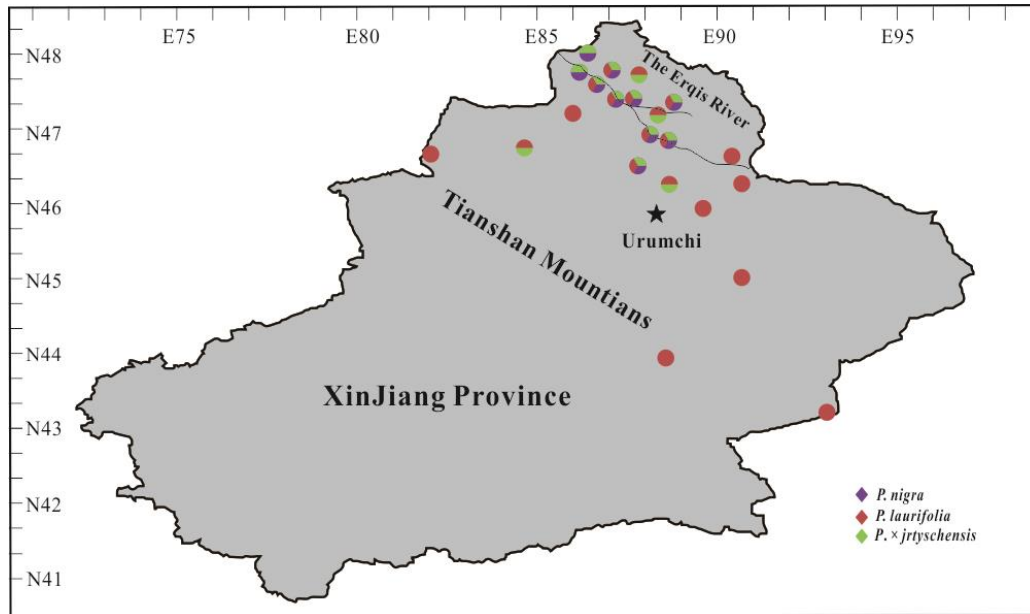 E75 E80 E85 E90 E95
N48
N47
N46
N45
N44
N43
N42
N41
The Erqis River
Tianshan Mountians
Urumchi
XinJiang Province
P. nigra
P. laurifolia
P. × jrtyschensis